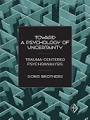 TOWARD
A PSYCHOLOGY OF
UNCERTAINTY
TRAUMA-CENTERED
PSYCHOANALYSIS
DORIS BROTHERS